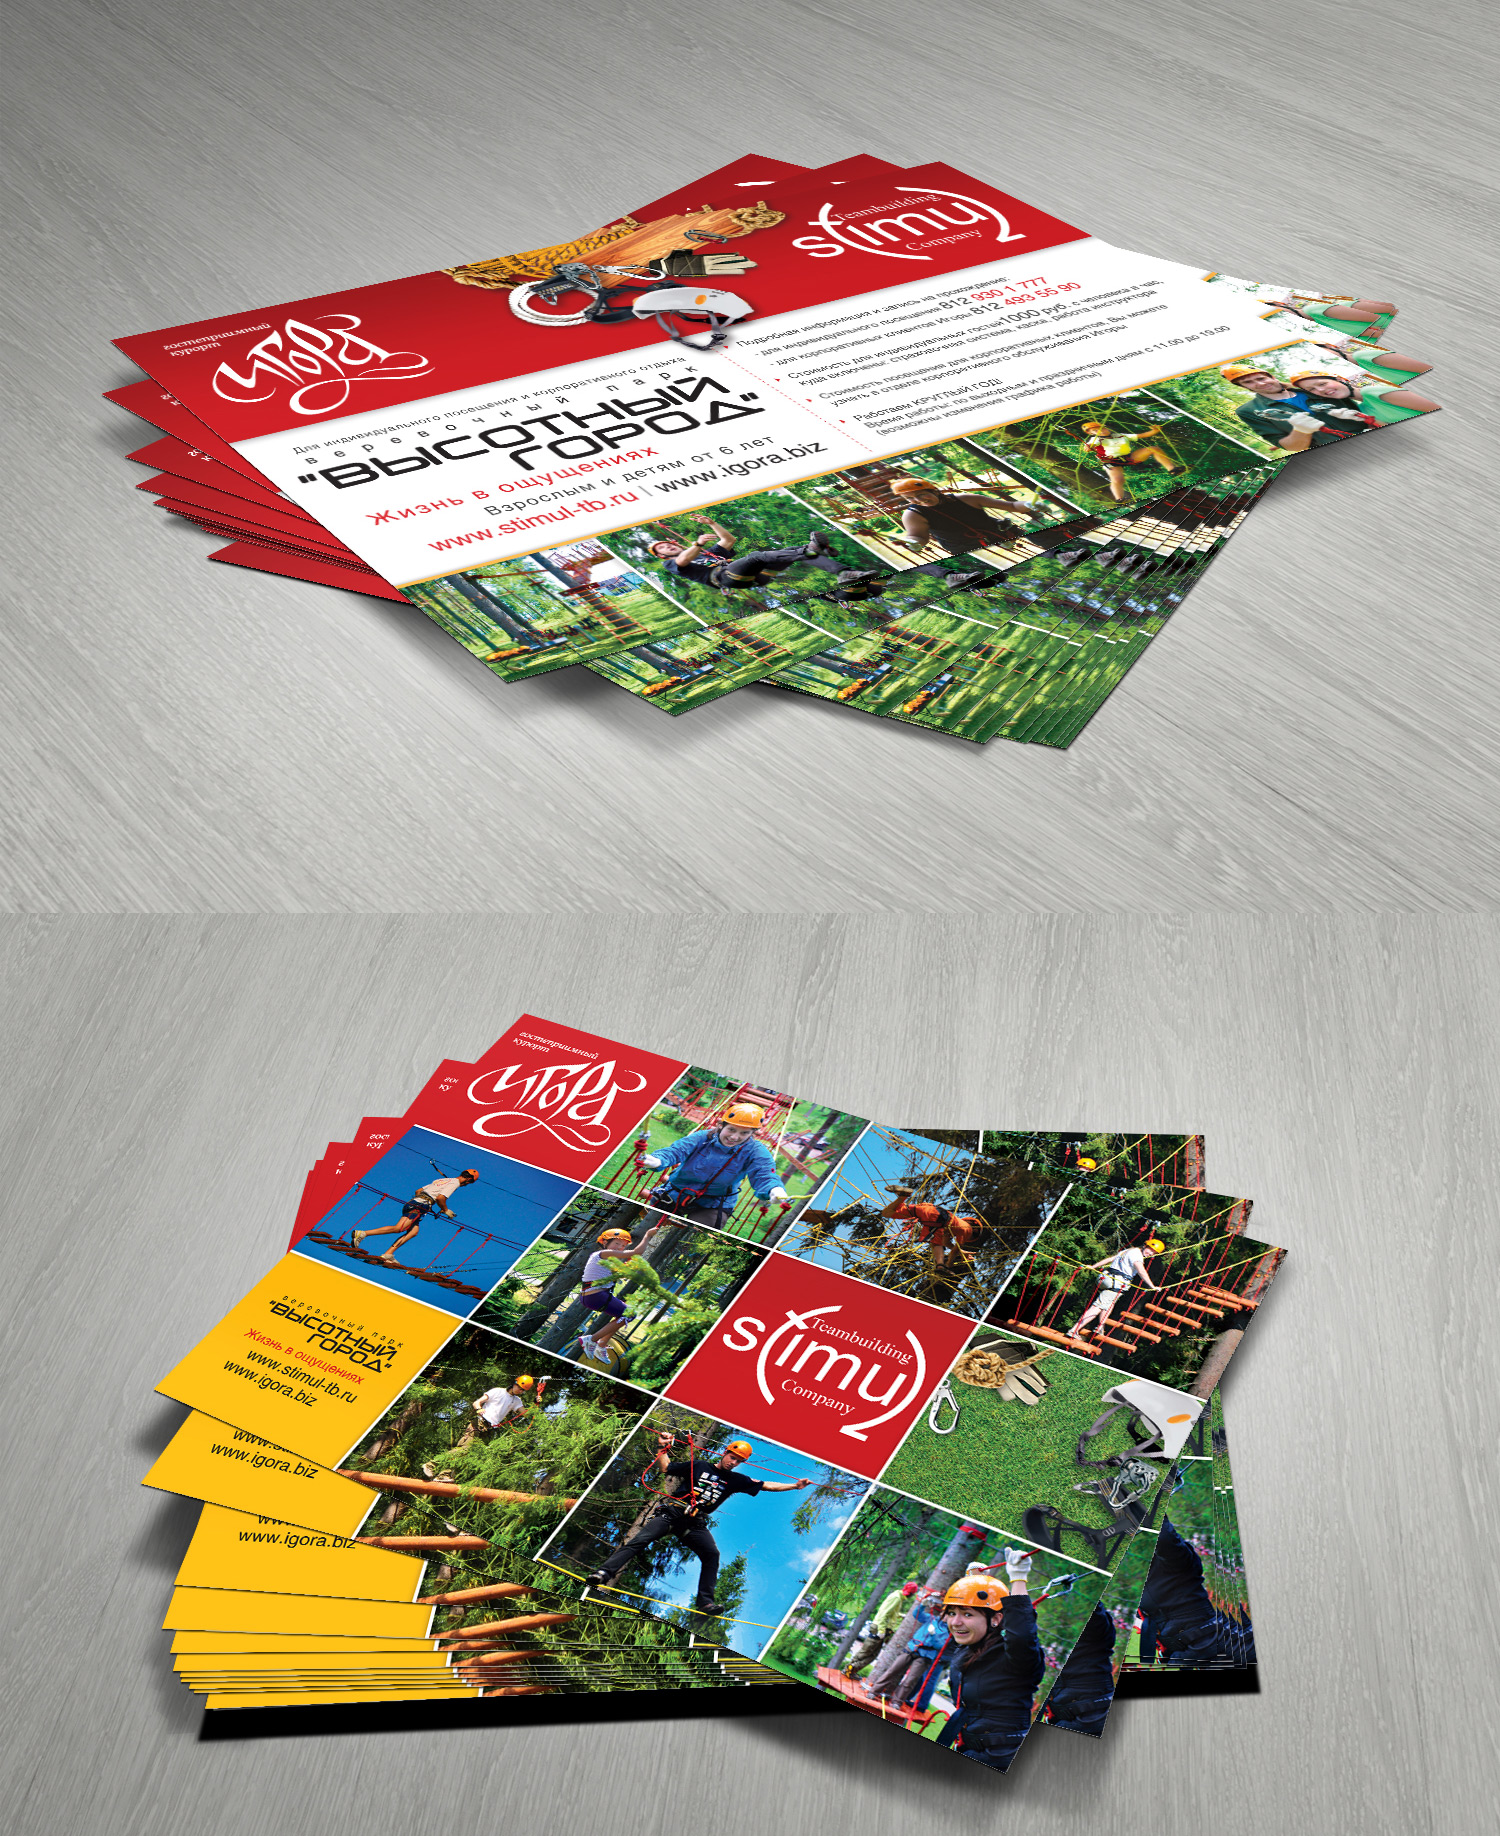 гостеприимный
курорт
ИГОРА
Teambuilding
stimul
Company
Для индивидуального посещения и корпоративного отдыха
веревочный парк
"ВЫСОТНЫЙ
ГОРОД"
Жизнь в ощущениях
Взрослым и детям от 6 лет
www.stimul-tb.ru | www.igora.biz
Подробная информация и запись на прохождение:
- для индивидуального посещения 812 930 1 777
- для корпоративных клиентов Игоры 812 493 55 90
Стоимость для индивидуальных гостей 1000 руб. с человека в час,
куда включены: страховочная система, каска, работа инструктора
Стоимость посещения для корпоративных клиентов, Вы можете
узнать в отделе корпоративного обслуживания Игоры
Работаем КРУГЛЫЙ ГОД!
Время работы: по выходным и праздничным дням с 11.00 до 19.00
(возможны изменения графика работы)
гостеприимный
курорт
ИГОРА
веревочный парк
"ВЫСОТНЫЙ
ГОРОД"
Жизнь в ощущениях
www.stimul-tb.ru
www.igora.biz
Teambuilding
stimul
Company
www.igora.biz
www.igora.biz